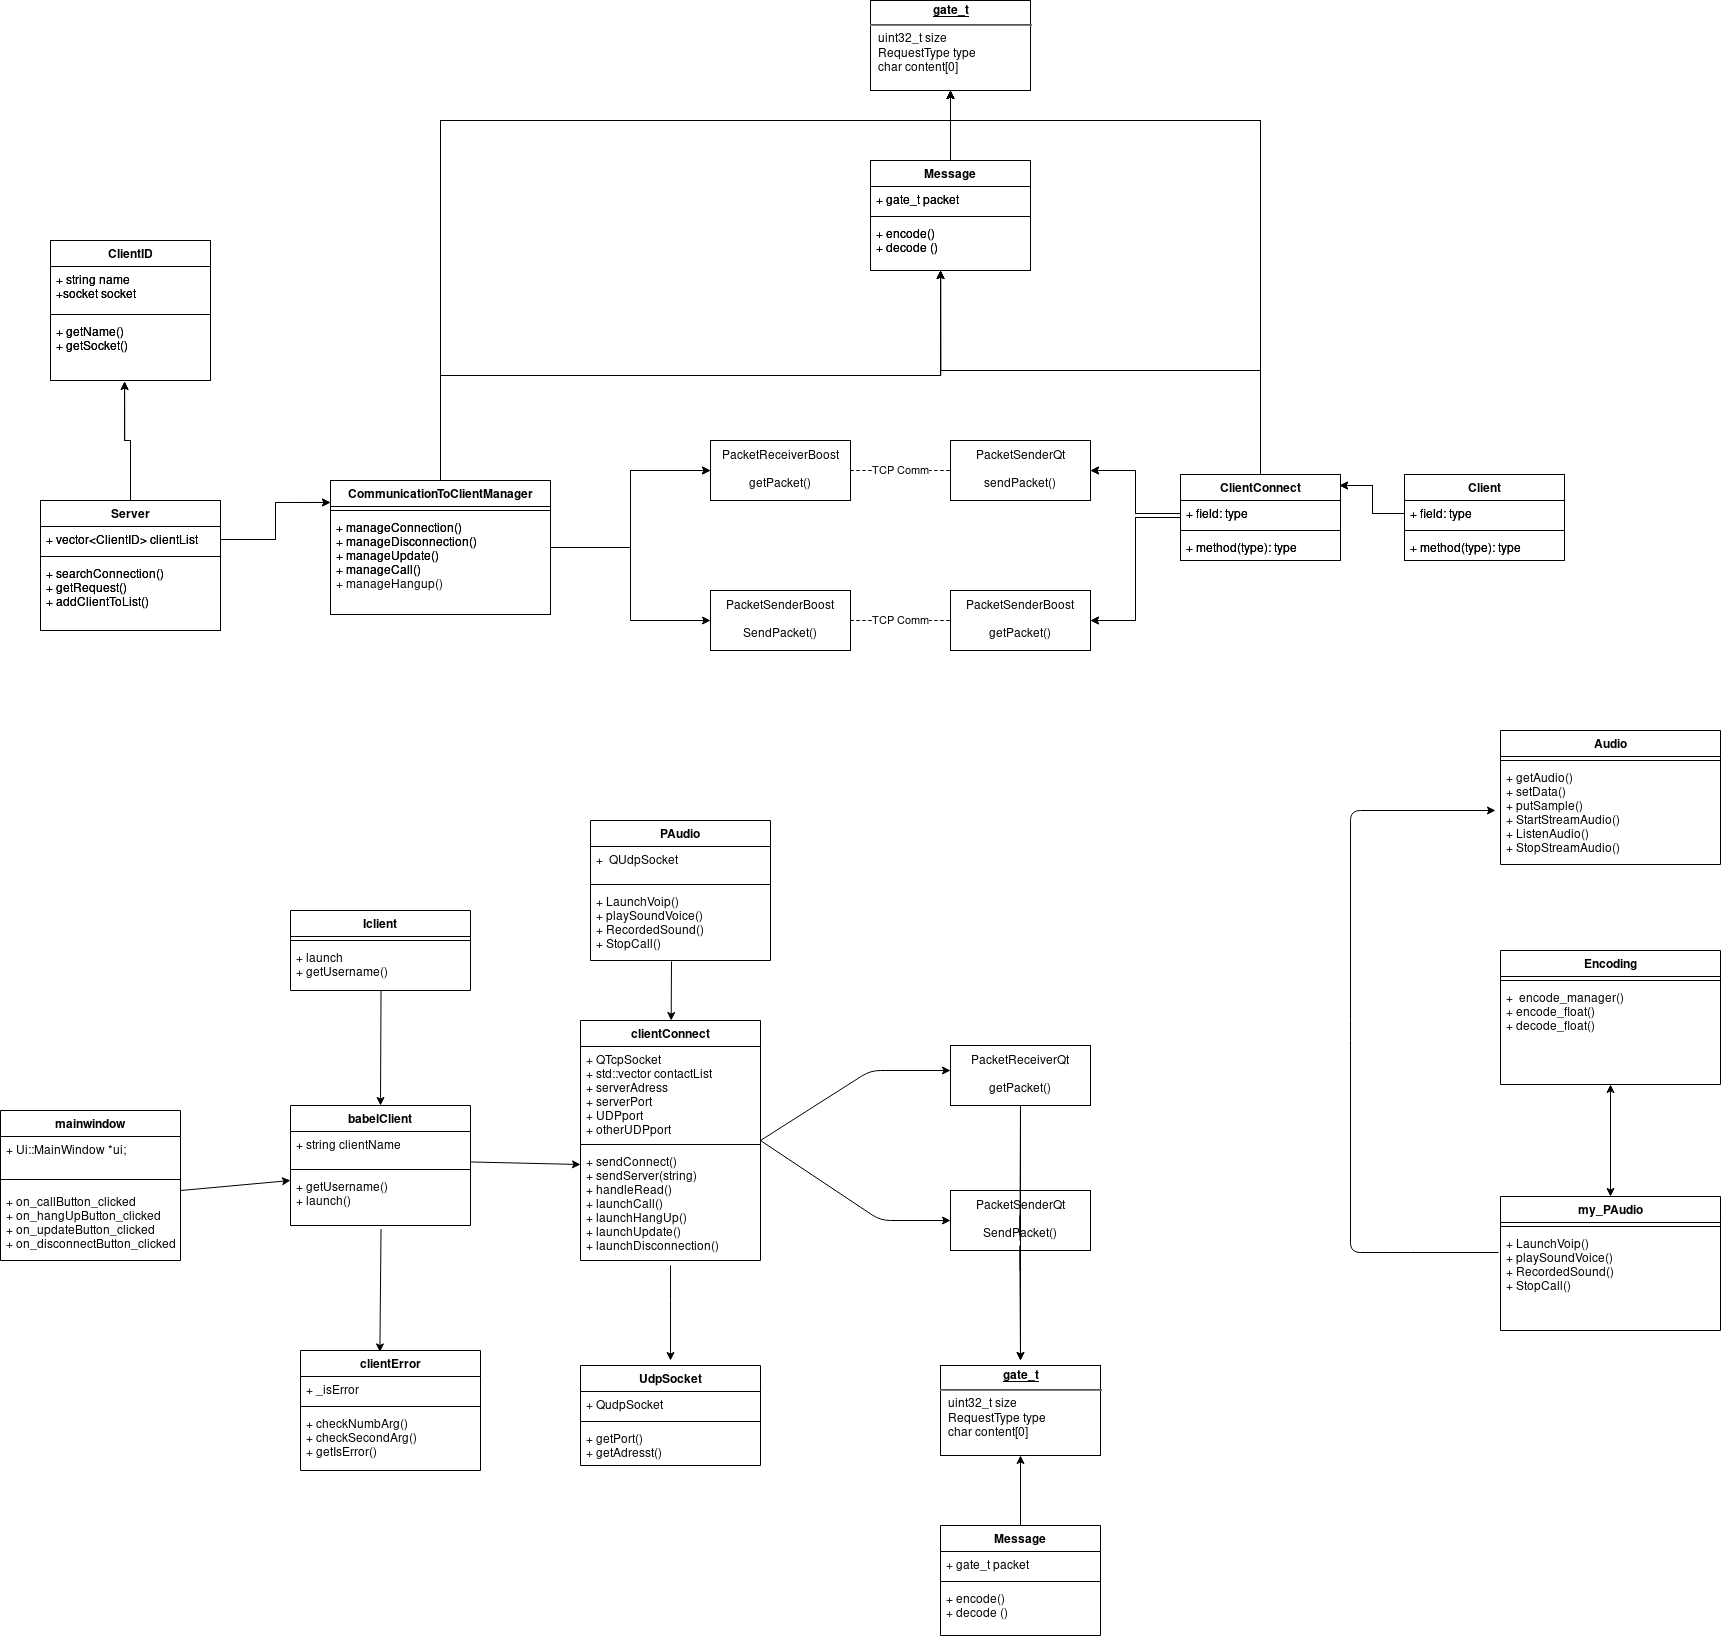 gate_t
uint32_t size
RequestType type
char content[0]
Message
+ gate_t packet
+ encode()
+ decode ()
ClientID
+ string name
+socket socket
+ getName()
+ getSocket()
Server
+ vector<ClientID> clientList
+ searchConnection()
+ getRequest()
+ addClientToList()
CommunicationToClientManager
+ manageConnection()
+ manageDisconnection()
+ manageUpdate()
+ manageCall()
+ manageHangup()
PacketReceiverBoost
getPacket()
TCP Comm
PacketSenderQt
sendPacket()
PacketSenderBoost
SendPacket()
TCP Comm
PacketSenderBoost
getPacket()
ClientConnect
+ field: type
+ method(type): type
Client
+ field: type
+ method(type): type
Audio
+ getAudio()
+ setData()
+ putSample()
+ StartStreamAudio()
+ ListenAudio()
+ StopStreamAudio()
PAudio
+ QUdpSocket
+ LaunchVoip()
+ playSoundVoice()
+ RecordedSound()
+ StopCall()
Iclient
+ launch
+ getUsername()
Encoding
+ encode_manager()
+ encode_float()
+ decode_float()
mainwindow
+ Ui::MainWindow *ui;
+ on_callButton_clicked
+ on_hangUpButton_clicked
+ on_updateButton_clicked
+ on_disconnectButton_clicked
babelClient
+ string clientName
+ getUsername()
+ launch()
clientConnect
+ QTcpSocket
+ std::vector contactList
+ serverAdress
+ serverPort
+ UDPport
+ otherUDPport
+ sendConnect()
+ sendServer(string)
+ handleRead()
+ launchCall()
+ launchHangUp()
+ launchUpdate()
+ launchDisconnection()
PacketReceiverQt
getPacket()
PacketSenderQt
SendPacket()
my_PAudio
+ LaunchVoip()
+ playSoundVoice()
+ RecordedSound()
+ StopCall()
clientError
+ _isError
+ checkNumbArg()
+ checkSecondArg()
+ getIsError()
UdpSocket
+ QudpSocket
+ getPort()
+ getAdresst()
gate_t
uint32_t size
RequestType type
char content[0]
Message
+ gate_t packet
+ encode()
+ decode ()